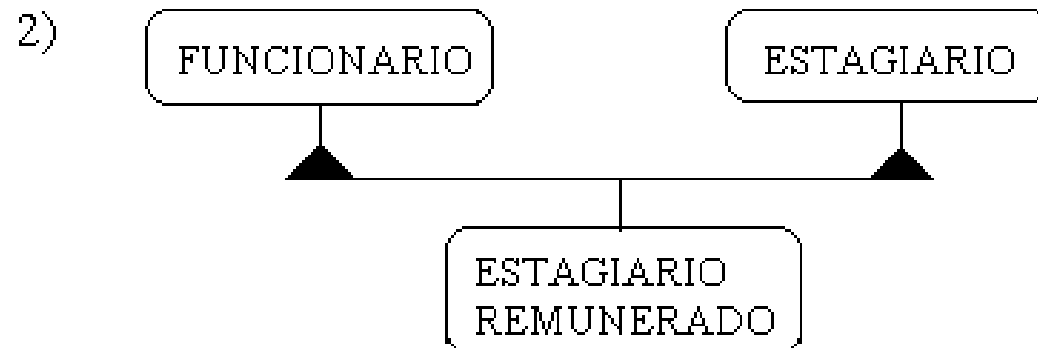 2)
FUNCIONARIO
ESTAGIARIO
ESTAGIARIO
REMUNERADO